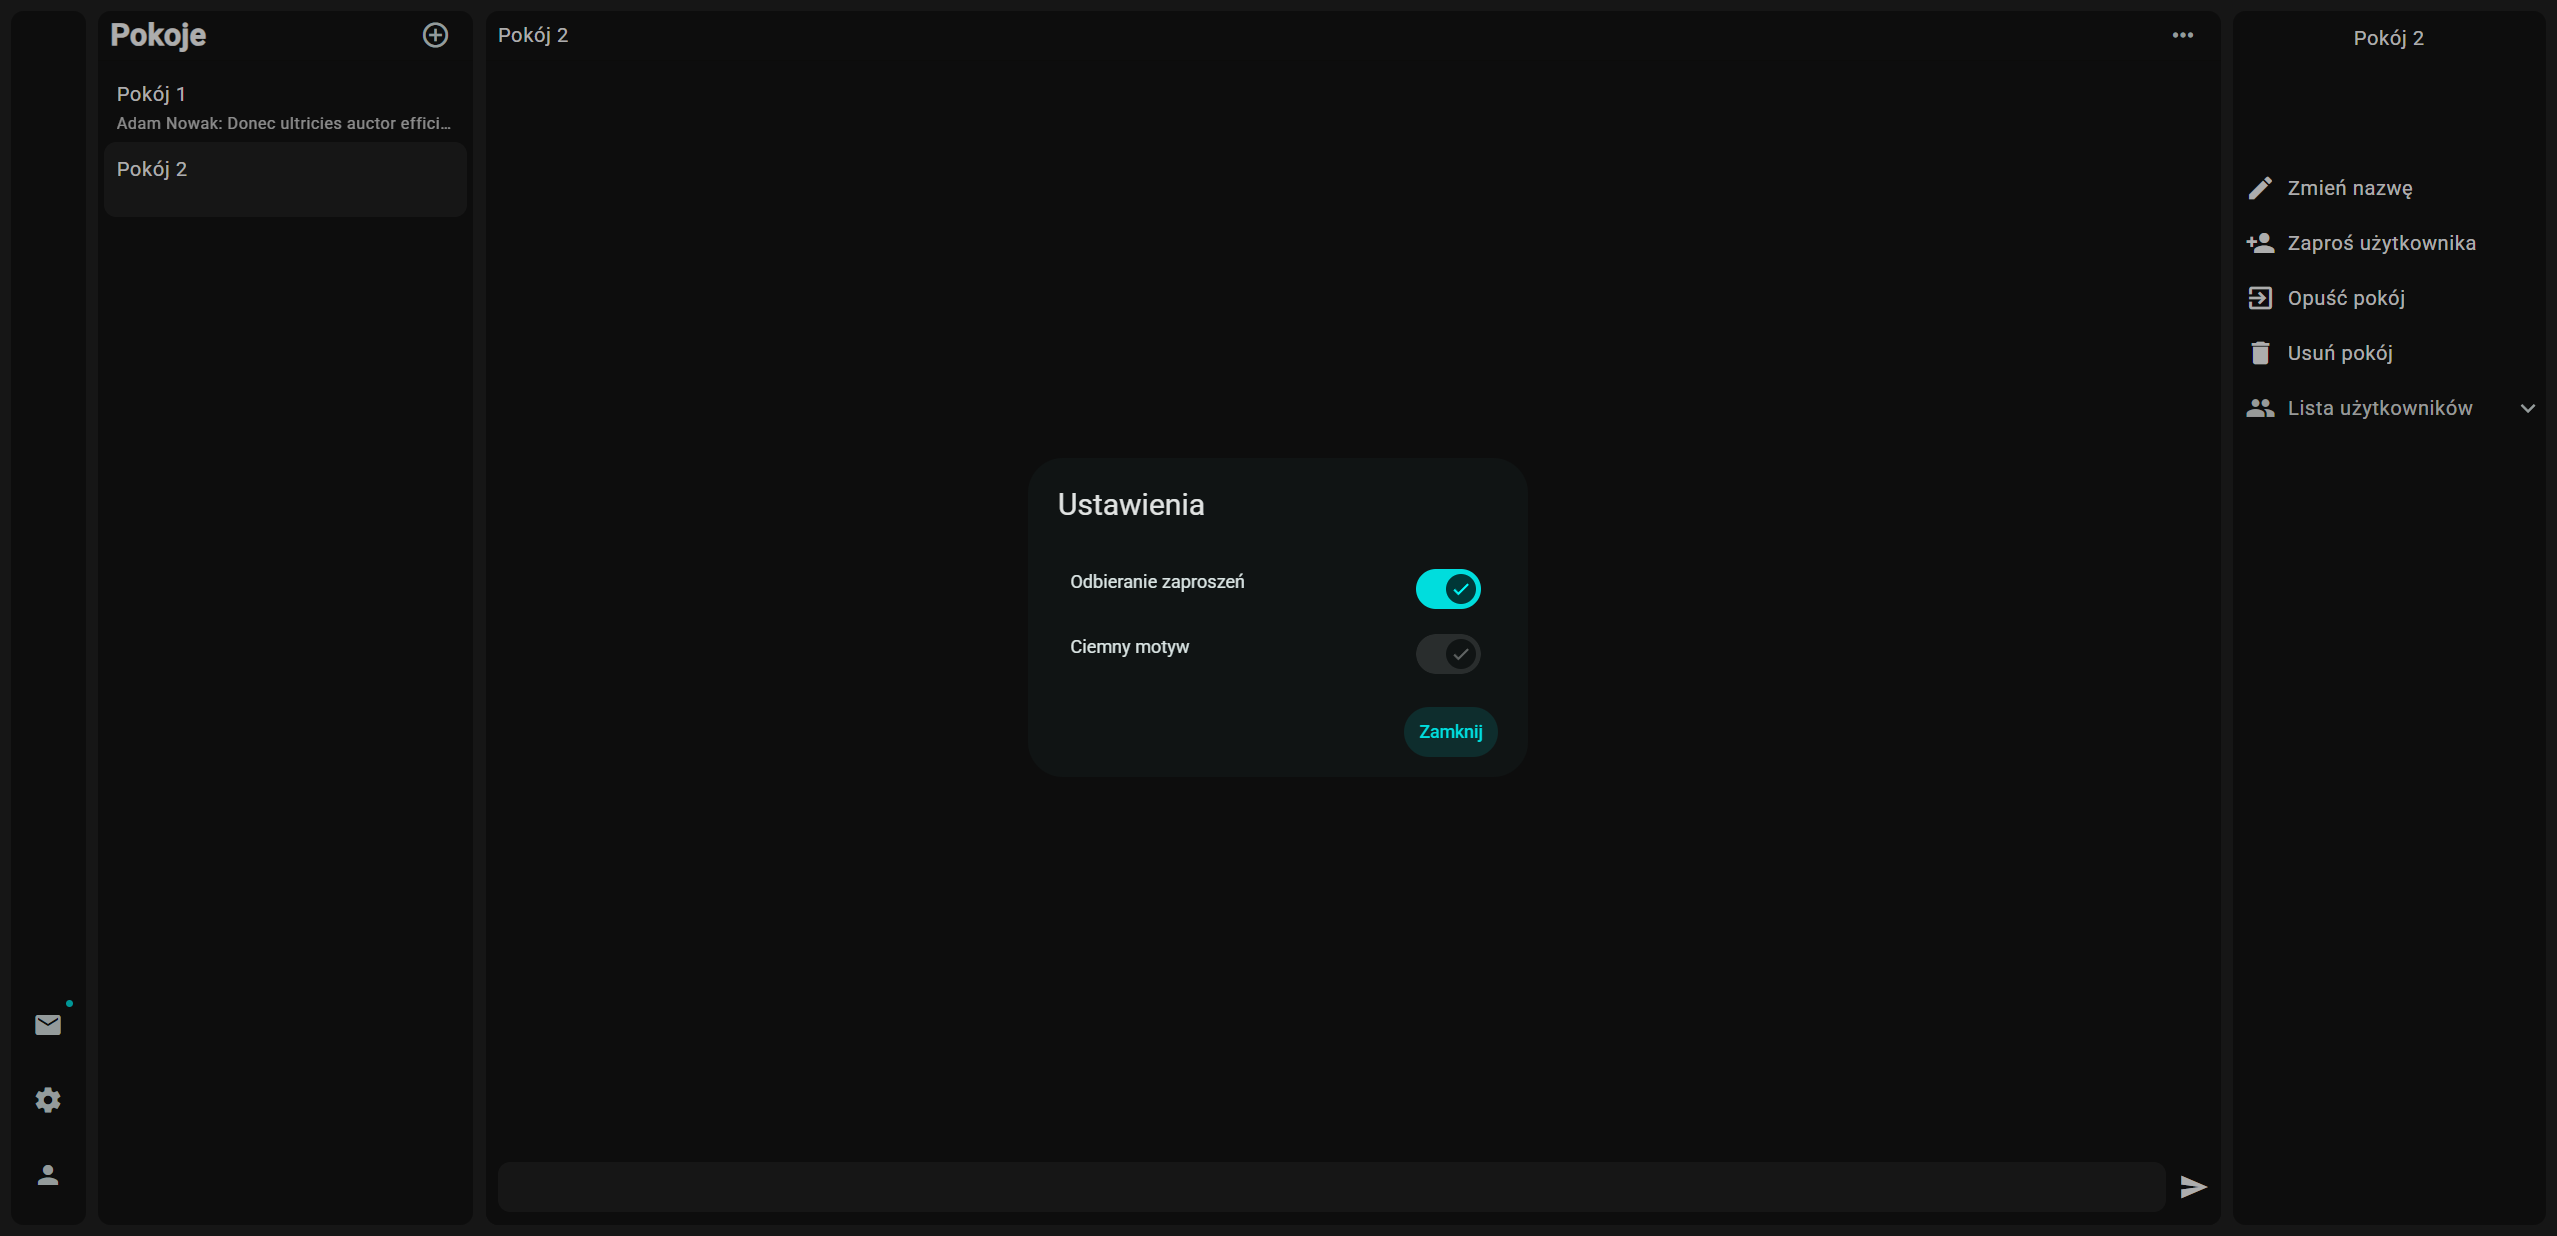 Pokoje
Pokój 1
Adam Nowak: Donec ultricies auctor effici...
Pokój 2
Pokój 2
Ustawienia
Odbieranie zaproszeń
Ciemny motyw
Zamknij
Pokój 2
Zmień nazwę
Zaproś użytkownika
Opuść pokój
Usuń pokój
Lista użytkowników